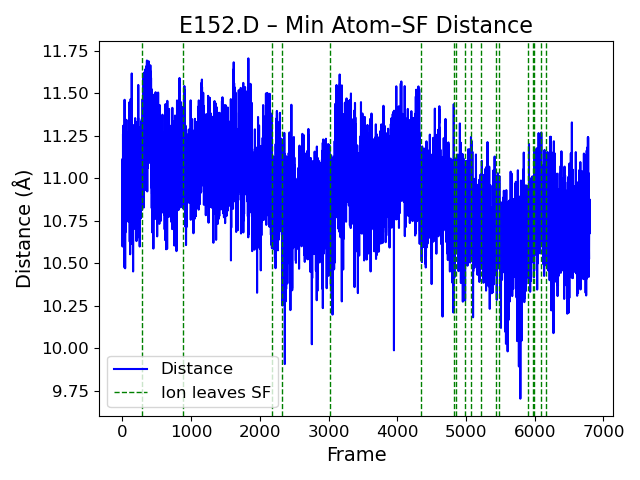 E152.D – Min Atom–SF Distance
Distance (Å)
11.75
11.50
11.25
11.00
10.75
10.50
10.25
10.00
9.75
Distance
Ion leaves SF
0 1000 2000 3000 4000 5000 6000 7000
Frame